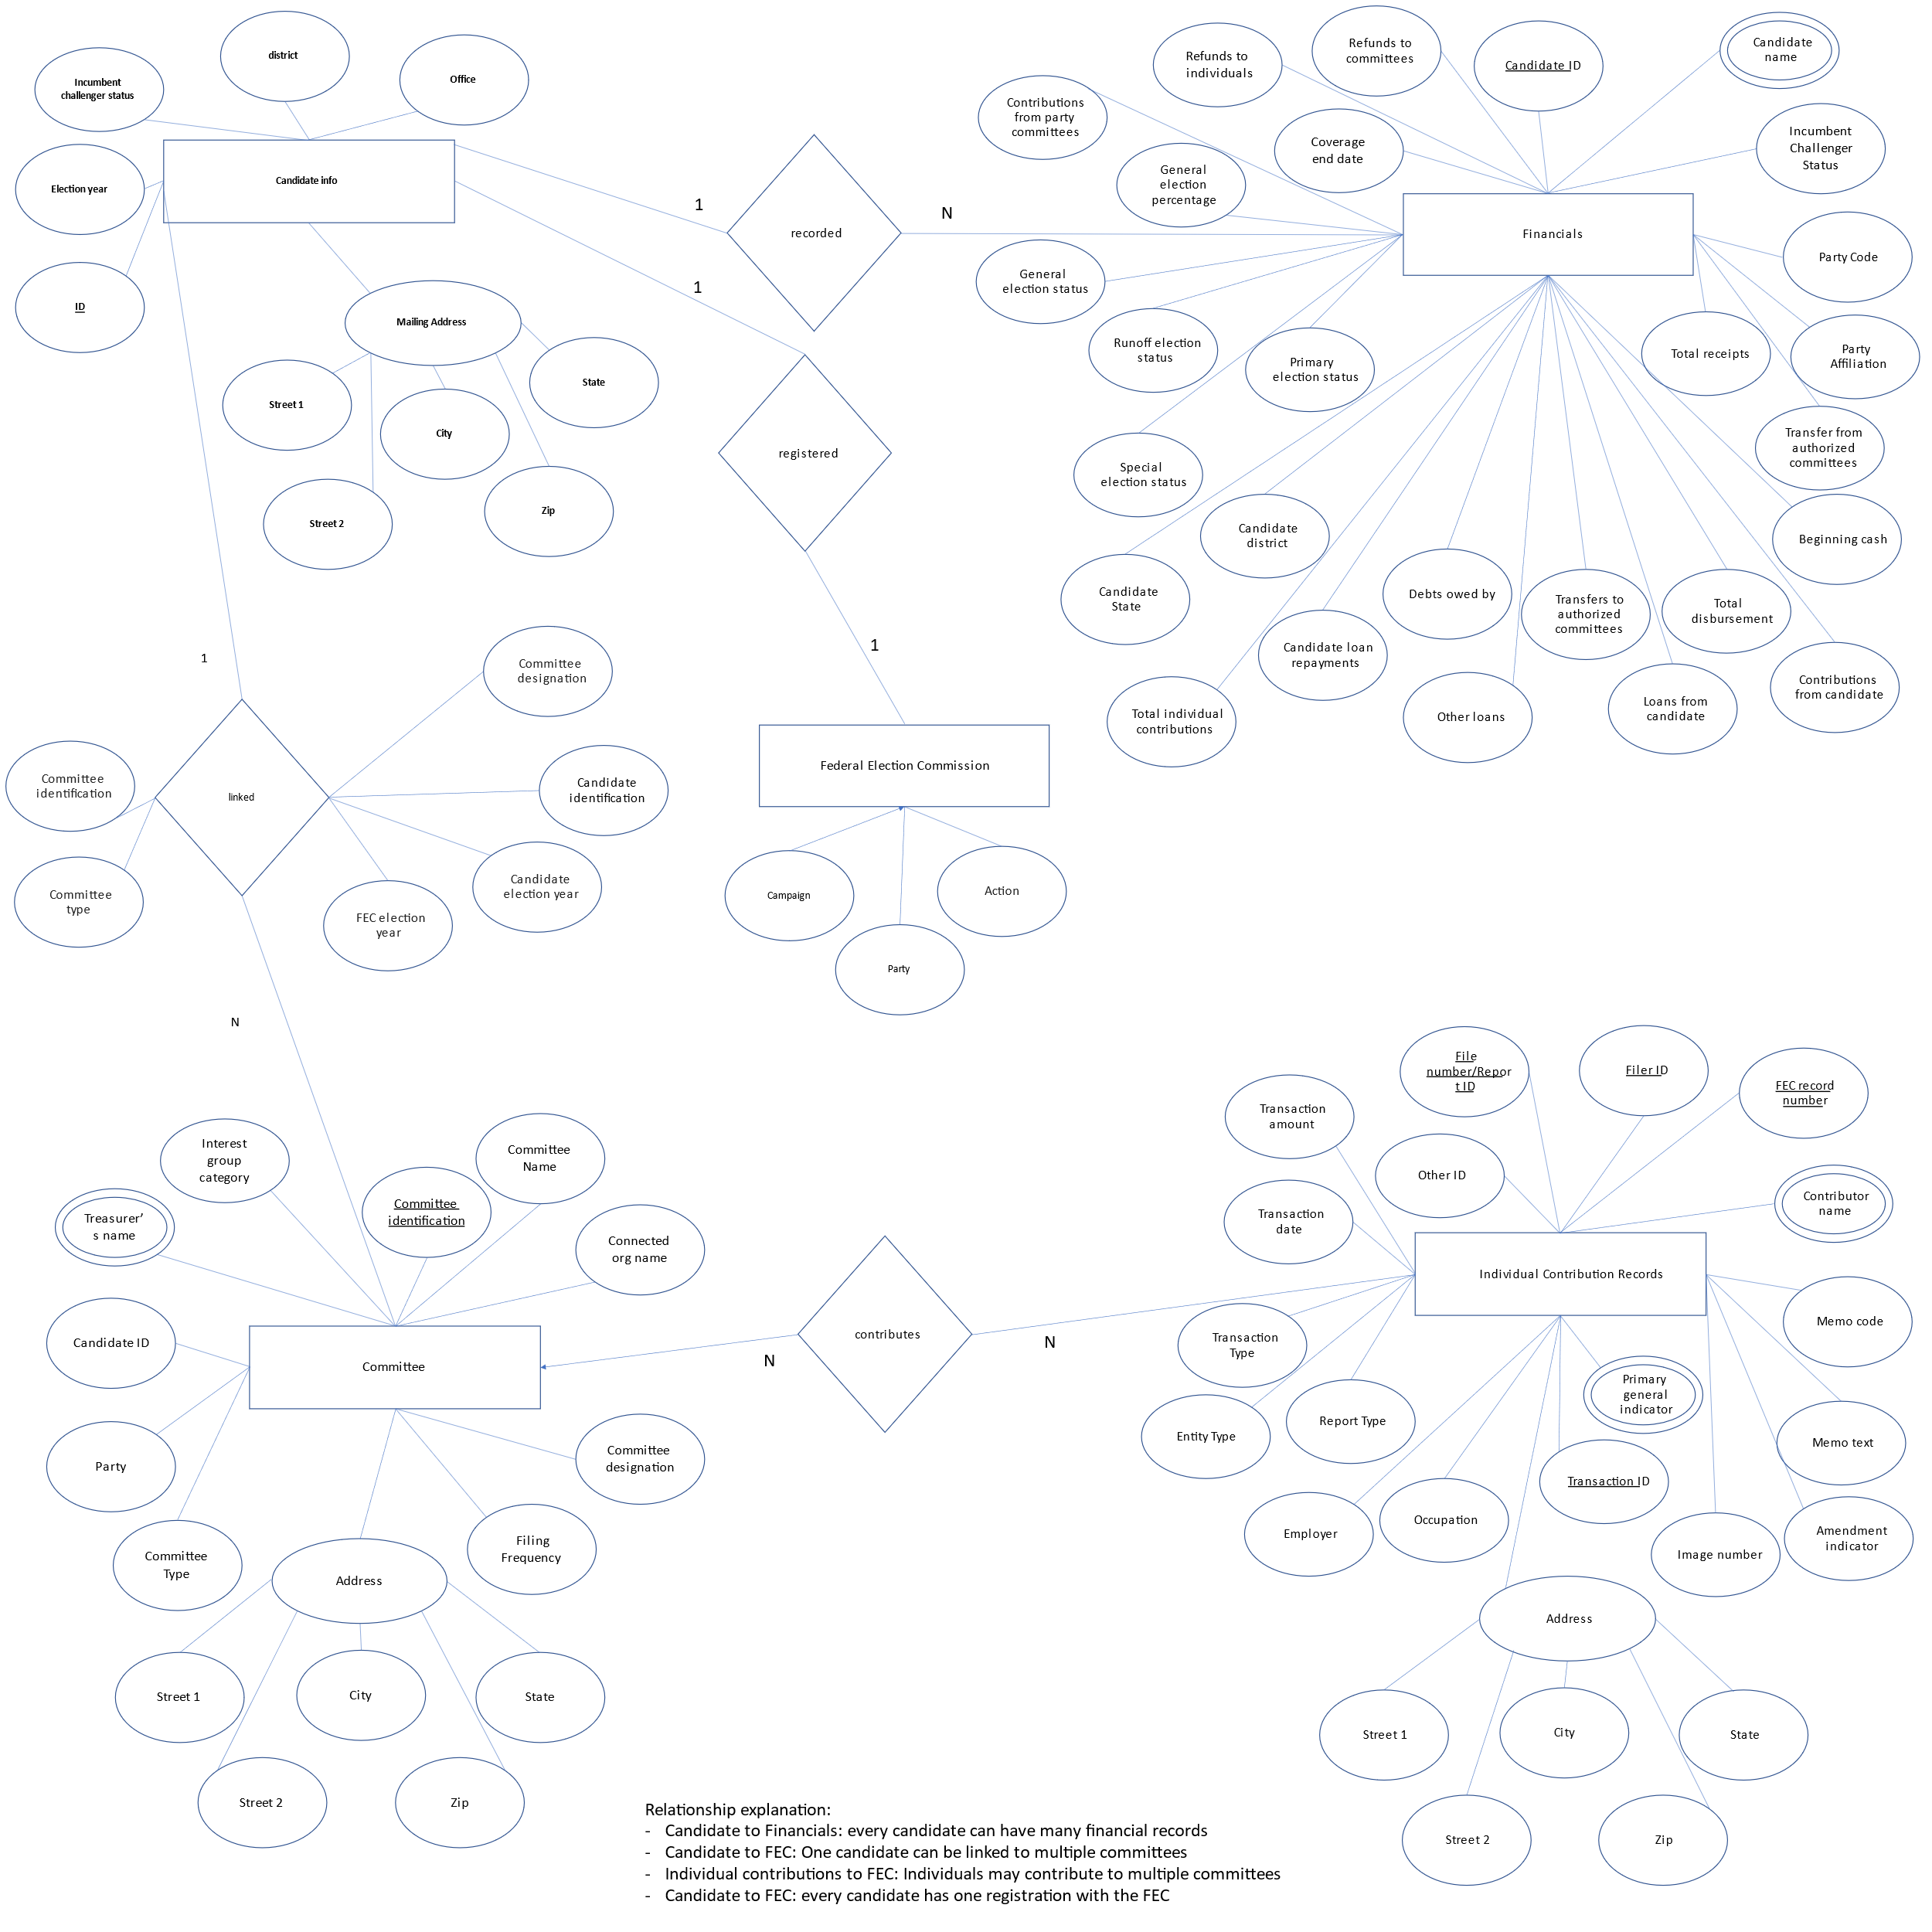 district
Office
Incumbent
challenger status
Candidate info
Election year
ID
Mailing Address
State
Street 1
City
Street 2
Zip
1
recorded
N
1
registered
1
Refunds to
individuals
Refunds to
committees
Candidate ID
Candidate
name
Contributions
from party
committees
Coverage
end date
Incumbent
Challenger
Status
General
election
percentage
Financials
Party Code
General
election status
Runoff election
status
Primary
election status
Total receipts
Party
Affiliation
Transfer from
authorized
committees
Special
election status
Candidate
district
Beginning cash
Candidate
State
Debts owed by
Transfers to
authorized
committees
Total
disbursement
Candidate loan
repayments
Contributions
from candidate
Total individual
contributions
Other loans
Loans from
candidate
1
Committee
designation
Committee
identification
linked
Candidate
identification
Committee
type
FEC election
year
Candidate
election year
N
Federal Election Commission
Campaign
Action
Party
Interest
group
category
Committee
Name
Treasurer’
s name
Committee
identification
Connected
org name
Candidate ID
Committee
Party
Committee
designation
Committee
Type
Filing
Frequency
Address
Street 1
City
State
Street 2
Zip
N
contributes
N
File
number/Repor
t ID
Filer ID
FEC record
number
Transaction
amount
Other ID
Contributor
name
Transaction
date
Individual Contribution Records
Memo code
Transaction
Type
Primary
general
indicator
Entity Type
Report Type
Memo text
Transaction ID
Employer
Occupation
Image number
Amendment
indicator
Address
Street 1
City
State
Street 2
Zip
Relationship explanation:
- Candidate to Financials: every candidate can have many financial records
- Candidate to FEC: One candidate can be linked to multiple committees
- Individual contributions to FEC: Individuals may contribute to multiple committees
- Candidate to FEC: every candidate has one registration with the FEC